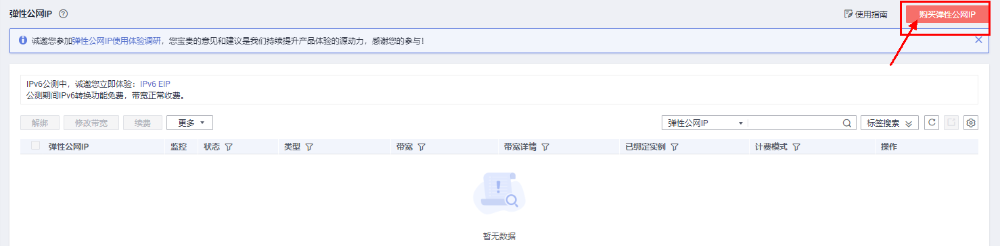 弹性公网IP
使用指南
购买弹性公网IP
诚邀您参加弹性公网IP使用体验调研，您宝贵的意见和建议是我们持续提升产品体验的源动力，感谢您的参与！
IPv6公测中，诚邀您立即体验：IPv6 EIP
公测期间IPv6转换功能免费，带宽正常收费。
解绑 修改带宽 续费 更多 弹性公网IP 标签搜索
弹性公网IP 监控 状态 类型 带宽 带宽详情 已绑定实例 计费模式 操作
暂无数据